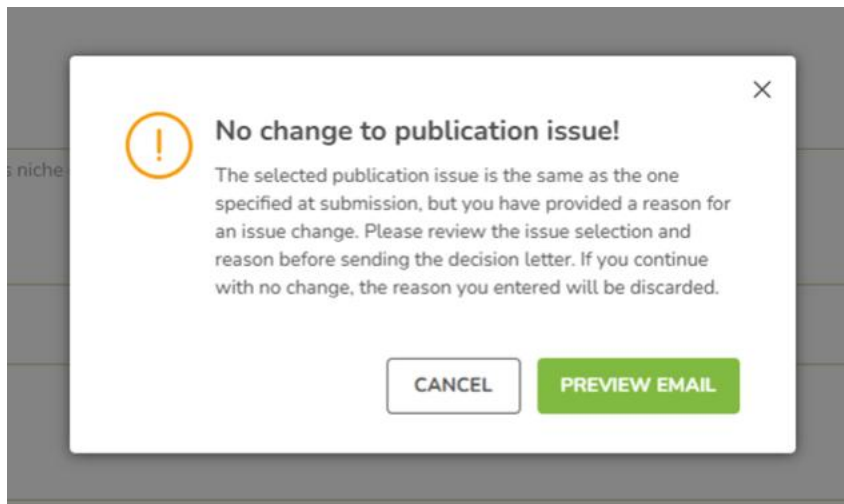 No change to publication issue!
s niche
The selected publication issue is the same as the one
specified at submission, but you have provided a reason for
an issue change. Please review the issue selection and
reason before sending the decision letter. If you continue
with no change, the reason you entered will be discarded.
CANCEL
PREVIEW EMAIL